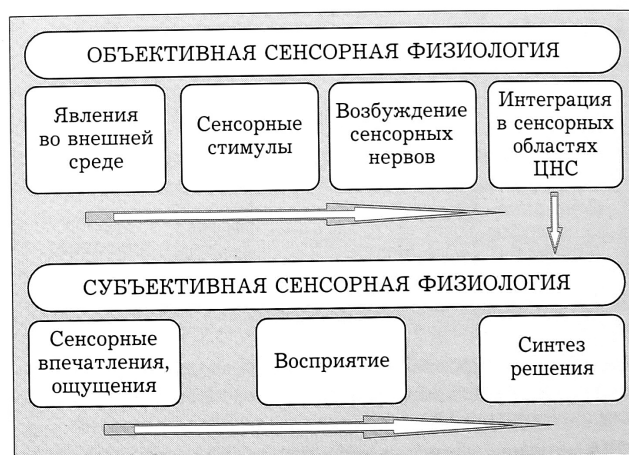 ОБЪЕКТИВНАЯ СЕНСОРНАЯ ФИЗИОЛОГИЯ
Явления
во внешней
среде
Сенсорные
стимулы
Возбуждение
сенсорных
нервов
Интеграция
в сенсорных
областях
ЦНС
СУБЪЕКТИВНАЯ СЕНСОРНАЯ ФИЗИОЛОГИЯ
Сенсорные
впечатления,
ощущения
Восприятие
Синтез
решения